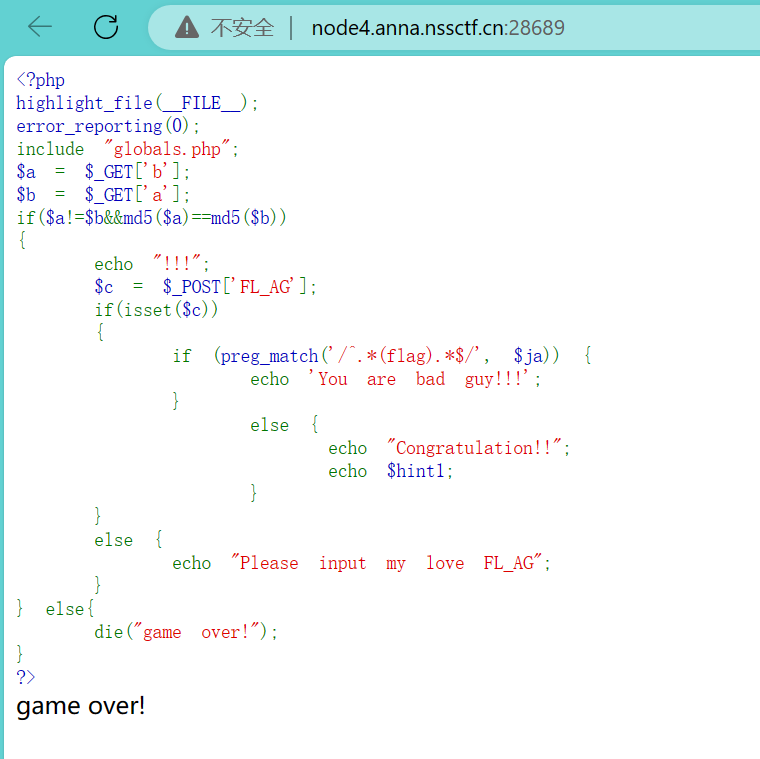 不安全 | node4.anna.nssctf.cn:28689
<?php
highlight_file(__FILE__);
error_reporting(0);
include "globals.php";
$a = $_GET['b'];
$b = $_GET['a'];
if($a!=$b&&md5($a)==md5($b))
{
        echo "!!!";
        $c = $_POST['FL_AG'];
        if(isset($c))
        {
                if (preg_match('/^.*(flag).*$/', $ja)) {
                        echo 'You are bad guy!!!';
                }
                        else {
                                echo "Congratulation!!";
                                echo $hint1;
                        }
        }
        else {
                echo "Please input my love FL_AG";
        }
} else{
        die("game over!");
}
?>
game over!